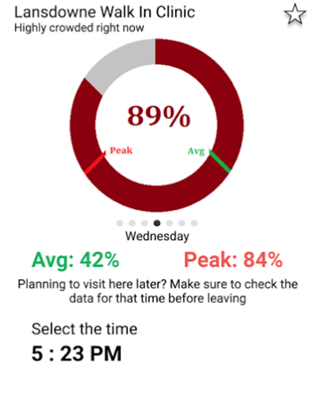 Lansdowne Walk In Clinic
Highly crowded right now
89%
Peak
Avg
Wednesday
Avg: 42%
Peak: 84%
Planning to visit here later? Make sure to check the
data for that time before leaving
Select the time
5 : 23 PM